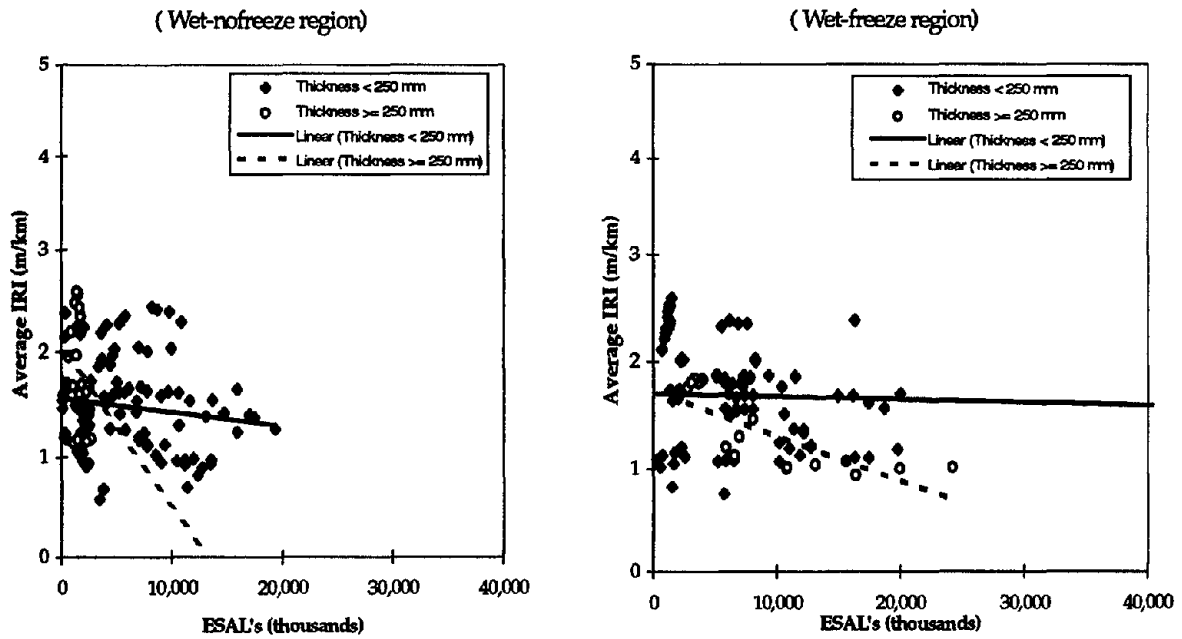 ( Wet-nofreeze region)
5
4
3
2
1
0
Average IRI (m/km)
Thickness < 250 mm
Thickness >= 250 mm
Linear (Thickness < 250 mm)
Linear (Thickness >= 250 mm)
0 10,000 20,000 30,000 40,000
ESAL's (thousands)
( Wet-freeze region)
5
4
3
2
1
0
Average IRI (m/km)
Thickness < 250 mm
Thickness >= 250 mm
Linear (Thickness < 250 mm)
Linear (Thickness >= 250 mm)
0 10,000 20,000 30,000 40,000
ESAL's (thousands)